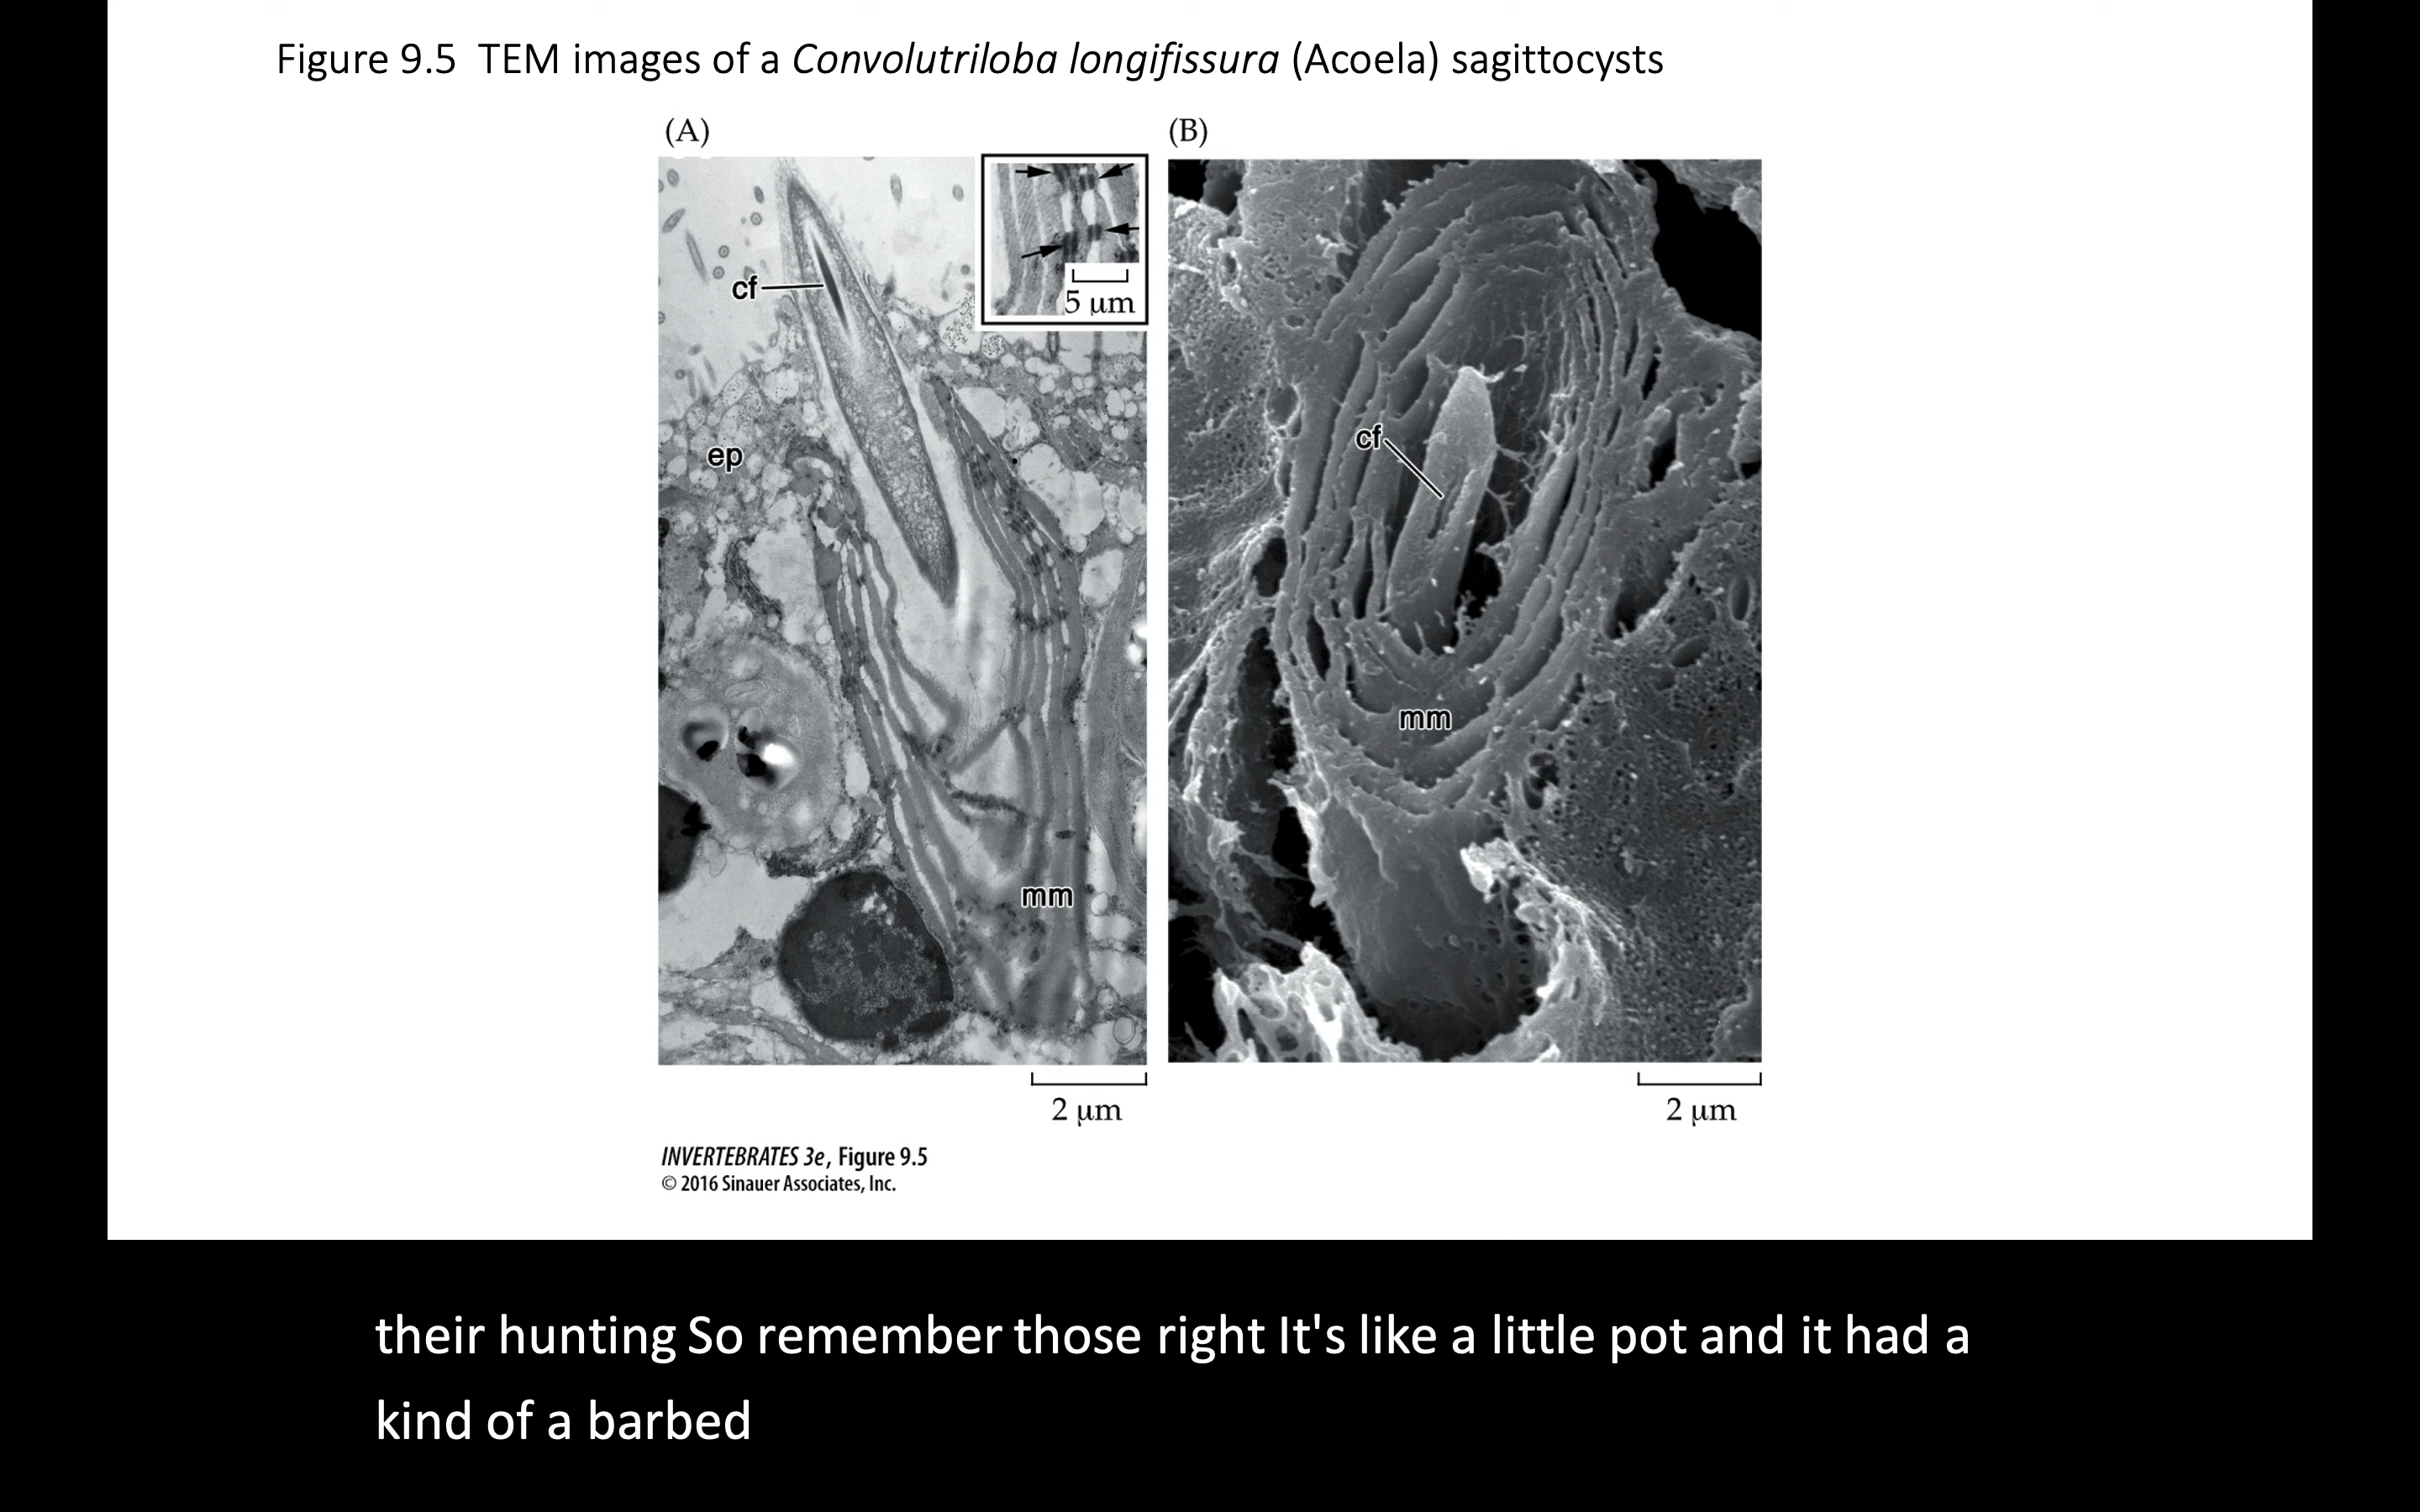 Figure 9.5 TEM images of a Convolutriloba longifissura (Acoela) sagittocysts
(A)
(B)
cf
5 μm
cf
ep
mm
mm
2 μm
2 μm
INVERTEBRATES 3e, Figure 9.5
© 2016 Sinauer Associates, Inc.
their hunting So remember those right It's like a little pot and it had a
kind of a barbed